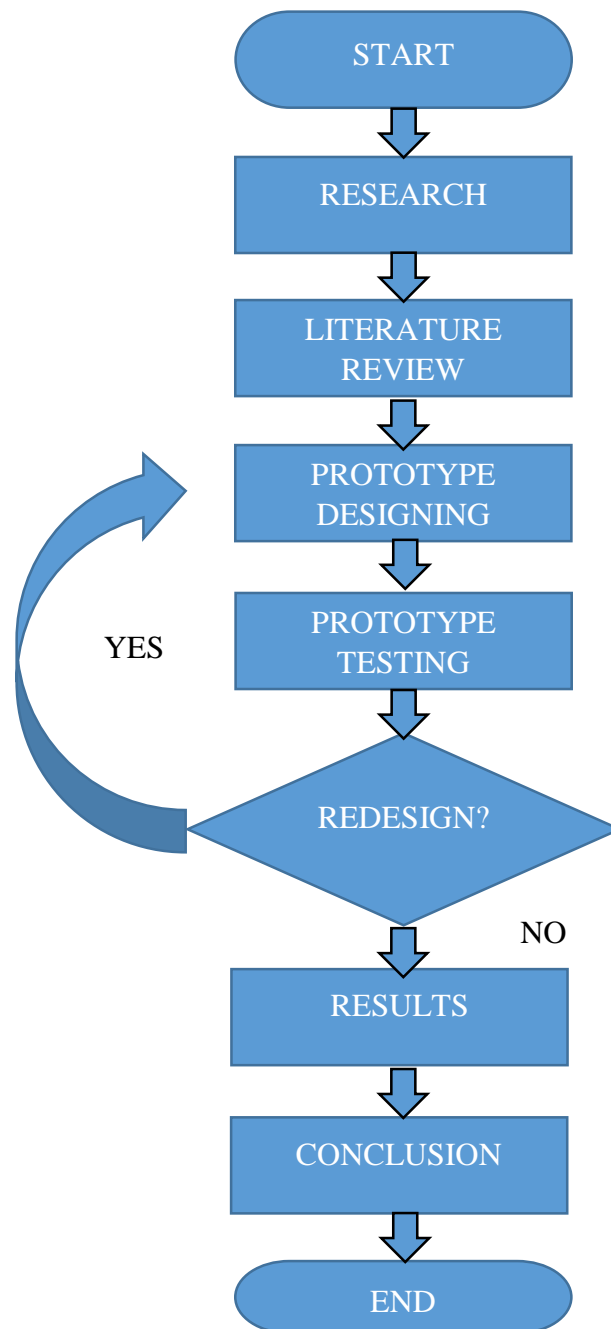 START
RESEARCH
LITERATURE
REVIEW
PROTOTYPE
DESIGNING
PROTOTYPE
TESTING
YES
REDESIGN?
NO
RESULTS
CONCLUSION
END